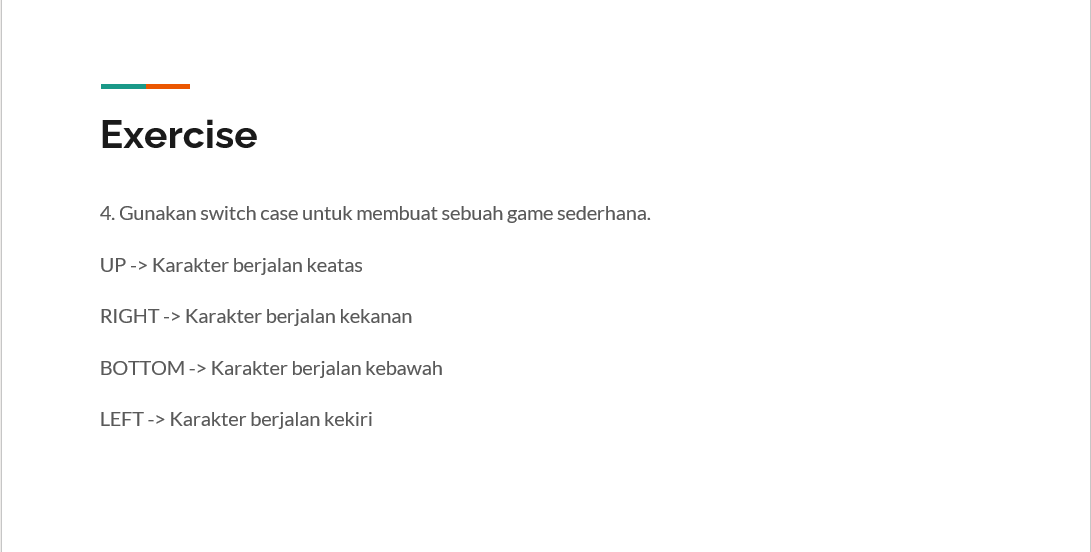 Exercise
4. Gunakan switch case untuk membuat sebuah game sederhana.
UP -> Karakter berjalan keatas
RIGHT -> Karakter berjalan kekanan
BOTTOM -> Karakter berjalan kebawah
LEFT -> Karakter berjalan kekiri